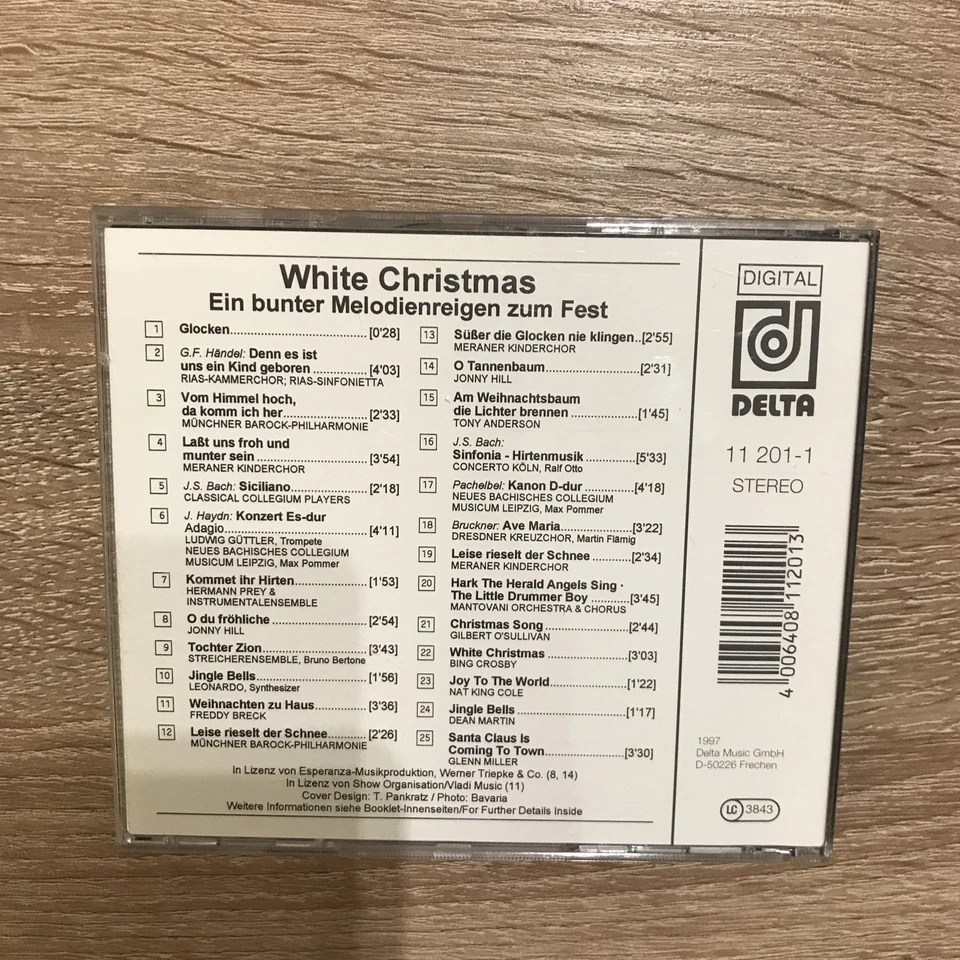 White Christmas
Ein bunter Melodienreigen zum Fest
1 Glocken........................ [0'28]
2 G.F. Händel: Denn es ist
uns ein Kind geboren ............ [4'03]
RIAS-KAMMERCHOR; RIAS-SINFONIETTA
3 Vom Himmel hoch,
da komm ich her................. [2'33]
MÜNCHNER BAROCK-PHILHARMONIE
4 Laßt uns froh und
munter sein ..................... [3'54]
MERANER KINDERCHOR
5 J.S. Bach: Siciliano............... [2'18]
CLASSICAL COLLEGIUM PLAYERS
6 J. Haydn: Konzert Es-dur
Adagio........................... [4'11]
LUDWIG GÜTTLER, Trompete
NEUES BACHISCHES COLLEGIUM
MUSICUM LEIPZIG, Max Pommer
7 Kommet ihr Hirten............... [1'53]
HERMANN PREY &
INSTRUMENTALENSEMBLE
8 O du fröhliche ................... [2'54]
JONNY HILL
9 Tochter Zion..................... [3'43]
STREICHERENSEMBLE, Bruno Bertone
10 Jingle Bells...................... [1'56]
LEONARDO, Synthesizer
11 Weihnachten zu Haus............ [3'36]
FREDDY BRECK
12 Leise rieselt der Schnee.......... [2'26]
MÜNCHNER BAROCK-PHILHARMONIE
13 Süßer die Glocken nie klingen..[2'55]
MERANER KINDERCHOR
14 O Tannenbaum...................[2'31]
JONNY HILL
15 Am Weihnachtsbaum
die Lichter brennen ..............[1'45]
TONY ANDERSON
16 J.S. Bach:
Sinfonia - Hirtenmusik ..........[5'33]
CONCERTO KÖLN, Ralf Otto
17 Pachelbel: Kanon D-dur ..........[4'18]
NEUES BACHISCHES COLLEGIUM
MUSICUM LEIPZIG, Max Pommer
18 Bruckner: Ave Maria..............[3'22]
DRESDNER KREUZCHOR, Martin Flämig
19 Leise rieselt der Schnee ..........[2'34]
MERANER KINDERCHOR
20 Hark The Herald Angels Sing ·
The Little Drummer Boy ..........[3'45]
MANTOVANI ORCHESTRA & CHORUS
21 Christmas Song..................[2'44]
GILBERT O'SULLIVAN
22 White Christmas .................[3'03]
BING CROSBY
23 Joy To The World................[1'22]
NAT KING COLE
24 Jingle Bells ......................[1'17]
DEAN MARTIN
25 Santa Claus Is
Coming To Town.................[3'30]
GLENN MILLER
In Lizenz von Esperanza-Musikproduktion, Werner Triepke & Co. (8, 14)
In Lizenz von Show Organisation/Vladi Music (11)
Cover Design: T. Pankratz / Photo: Bavaria
Weitere Informationen siehe Booklet-Innenseiten/For Further Details Inside
DIGITAL
DELTA
11 201-1
STEREO
4 006408 112013
1997
Delta Music GmbH
D-50226 Frechen
LC 3843